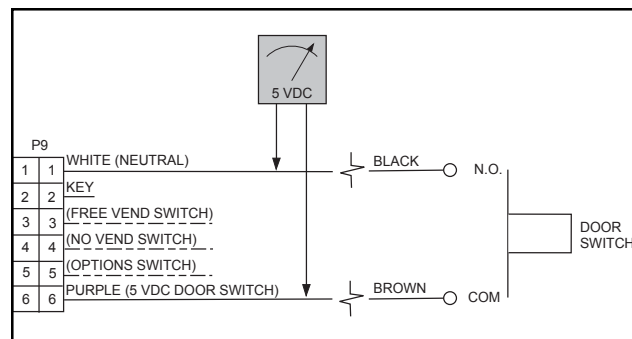 5 VDC
P9
1 1 WHITE (NEUTRAL) BLACK N.O.
2 2 KEY
3 3 (FREE VEND SWITCH)
4 4 (NO VEND SWITCH)
DOOR
SWITCH
5 5 (OPTIONS SWITCH)
6 6 PURPLE (5 VDC DOOR SWITCH) BROWN COM